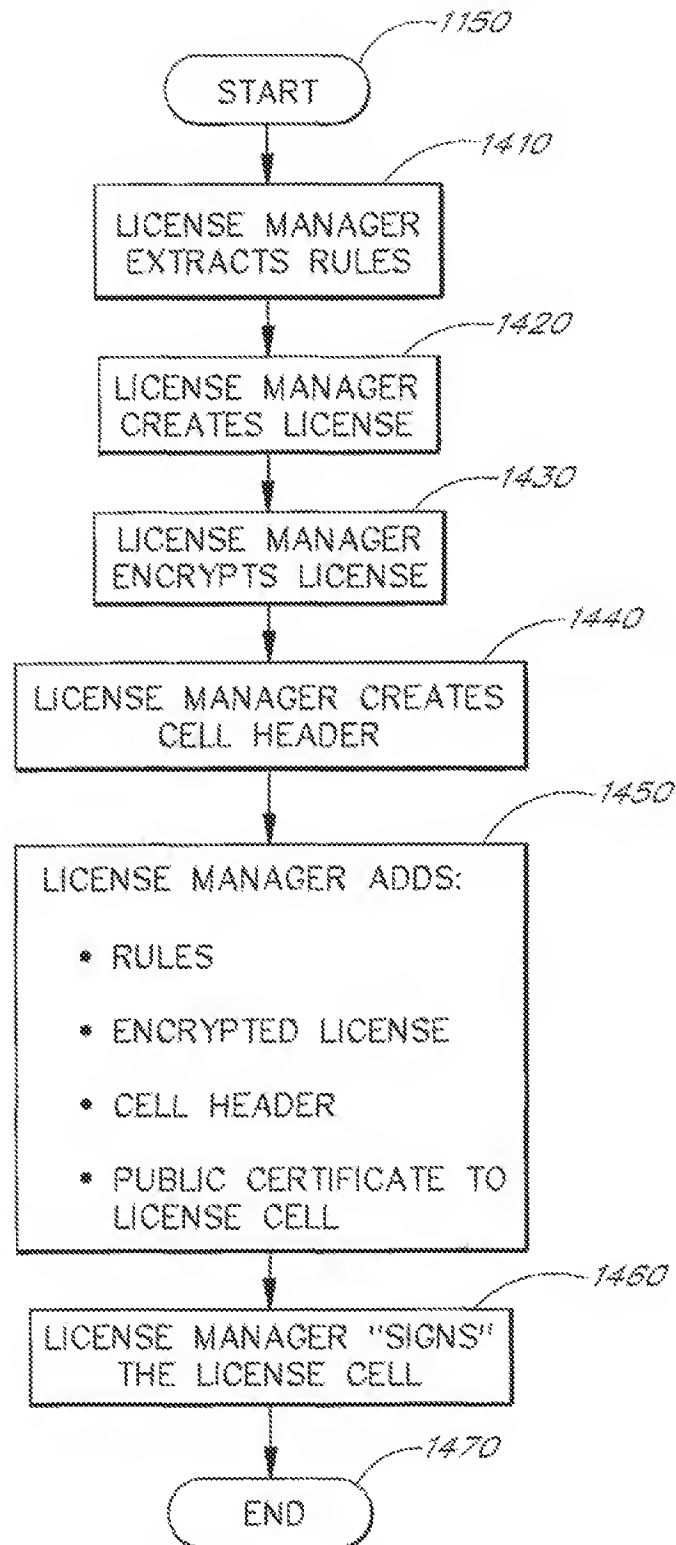 1150
START
1410
LICENSE MANAGER
EXTRACTS RULES
1420
LICENSE MANAGER
CREATES LICENSE
1430
LICENSE MANAGER
ENCRYPTS LICENSE
1440
LICENSE MANAGER CREATES
CELL HEADER
1450
LICENSE MANAGER ADDS:
• RULES
• ENCRYPTED LICENSE
• CELL HEADER
• PUBLIC CERTIFICATE TO
LICENSE CELL
1460
LICENSE MANAGER "SIGNS"
THE LICENSE CELL
1470
END